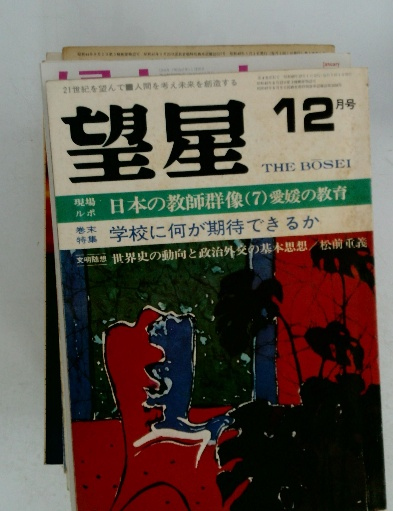 21世紀を望んで■人間を考え未来を創造する
望星
12月号
THE BŌSEI
現場ルポ 日本の教師群像(7)愛媛の教育
巻末特集 学校に何が期待できるか
文明随想 世界史の動向と政治外交の基本思想／松前重義